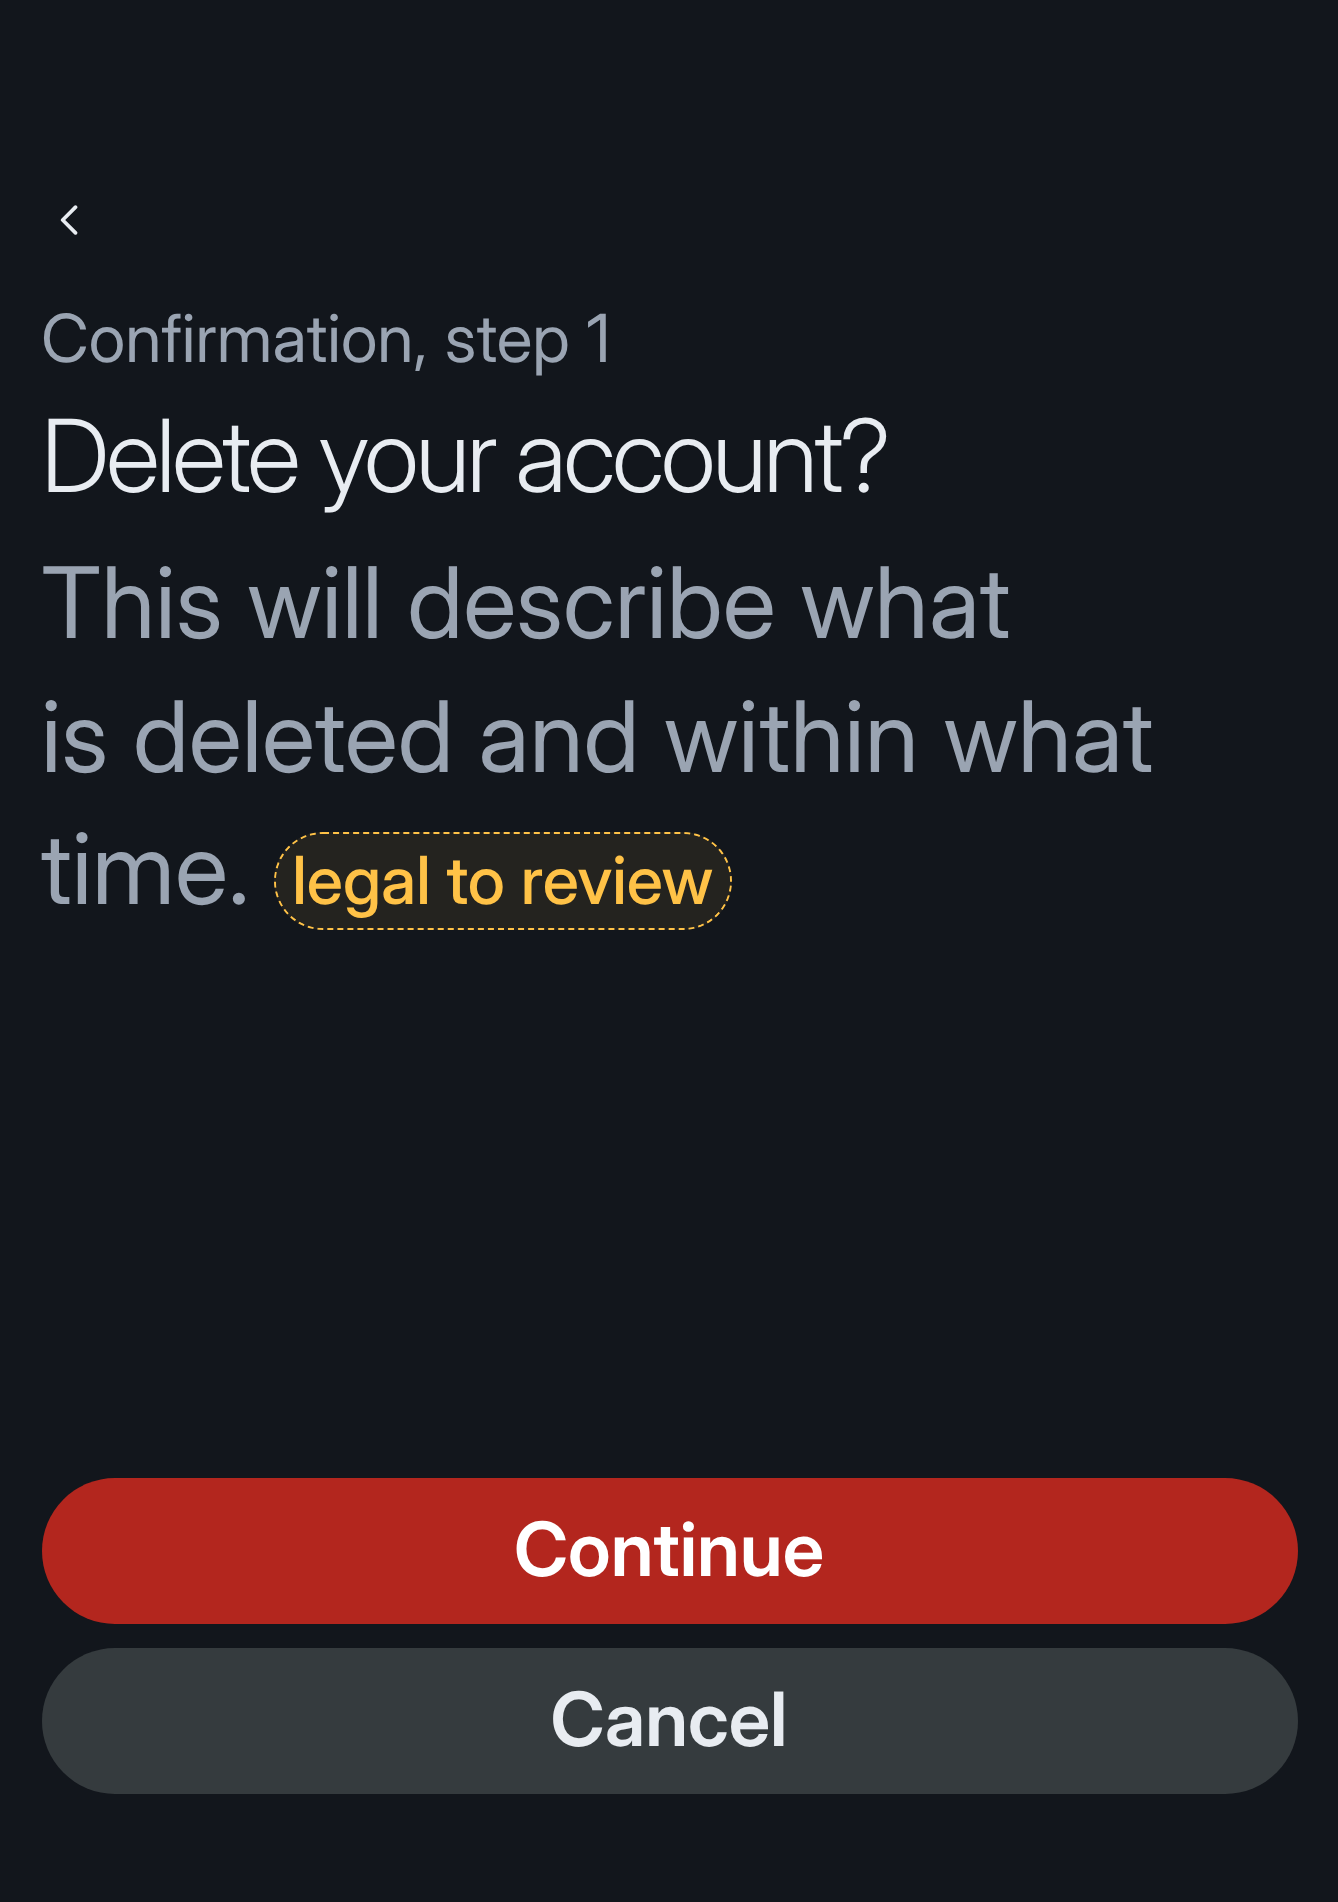 Confirmation, step 1
Delete your account?
This will describe what
is deleted and within what
time. legal to review
Continue
Cancel